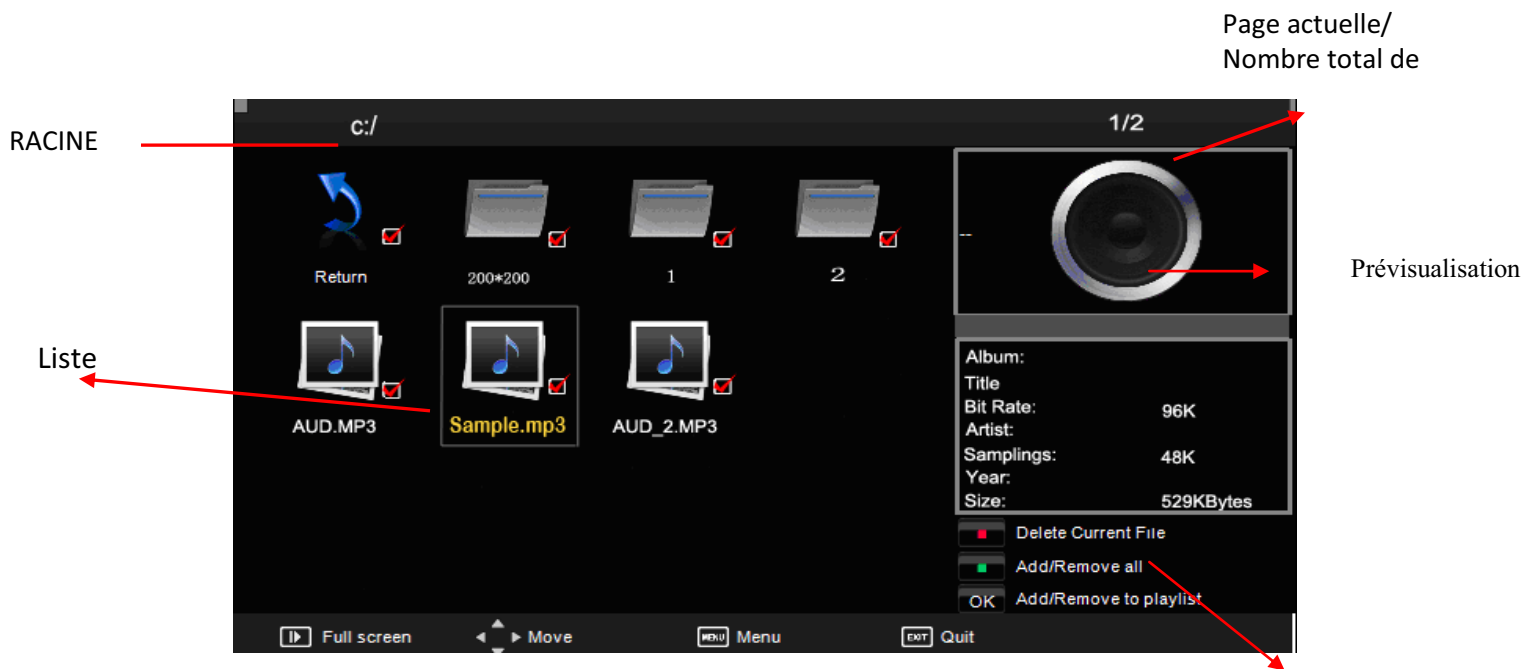 Page actuelle/
Nombre total de
RACINE
c:/
1/2
Return
200*200
1
2
--
Prévisualisation
Liste
AUD.MP3
Sample.mp3
AUD_2.MP3
Album:
Title
Bit Rate: 96K
Artist:
Samplings: 48K
Year:
Size: 529KBytes
Delete Current File
Add/Remove all
OK Add/Remove to playlist
Full screen
Move
MENU Menu
EXIT Quit